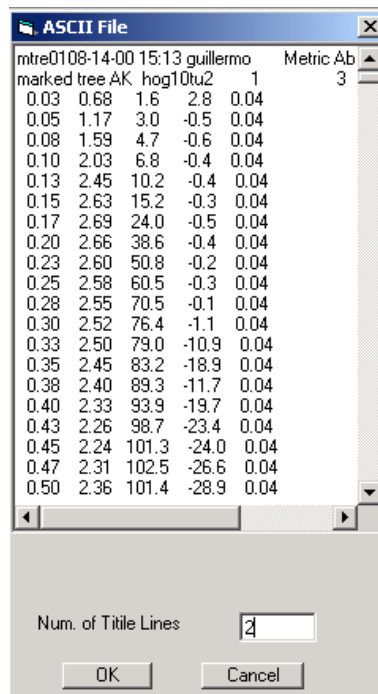 ASCII File
mtre0108-14-00 15:13 guillermo Metric Ab
marked tree AK hog10tu2 1 3
0.03 0.68 1.6 2.8 0.04
0.05 1.17 3.0 -0.5 0.04
0.08 1.59 4.7 -0.6 0.04
0.10 2.03 6.8 -0.4 0.04
0.13 2.45 10.2 -0.4 0.04
0.15 2.63 15.2 -0.3 0.04
0.17 2.69 24.0 -0.5 0.04
0.20 2.66 38.6 -0.4 0.04
0.23 2.60 50.8 -0.2 0.04
0.25 2.58 60.5 -0.3 0.04
0.28 2.55 70.5 -0.1 0.04
0.30 2.52 76.4 -1.1 0.04
0.33 2.50 79.0 -10.9 0.04
0.35 2.45 83.2 -18.9 0.04
0.38 2.40 89.3 -11.7 0.04
0.40 2.33 93.9 -19.7 0.04
0.43 2.26 98.7 -23.4 0.04
0.45 2.24 101.3 -24.0 0.04
0.47 2.31 102.5 -26.6 0.04
0.50 2.36 101.4 -28.9 0.04
Num. of Titile Lines 2
OK Cancel